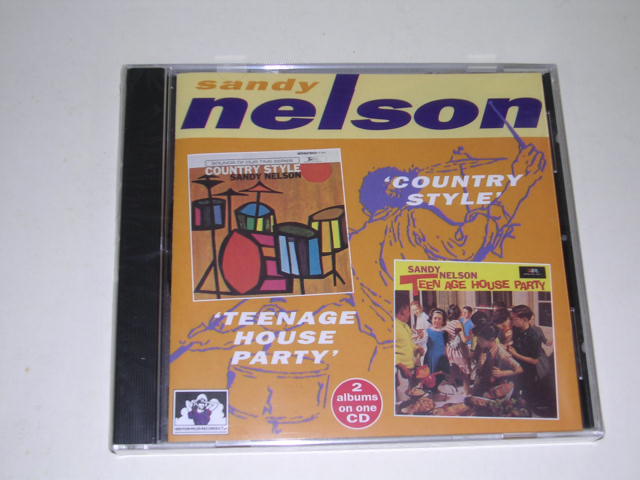 sandy
nelson
SOUNDS OF OUR TIME SERIES
COUNTRY STYLE
SANDY NELSON
'COUNTRY
STYLE'
SANDY
NELSON
TEEN AGE HOUSE PARTY
'TEENAGE
HOUSE
PARTY'
2
albums
on one
CD